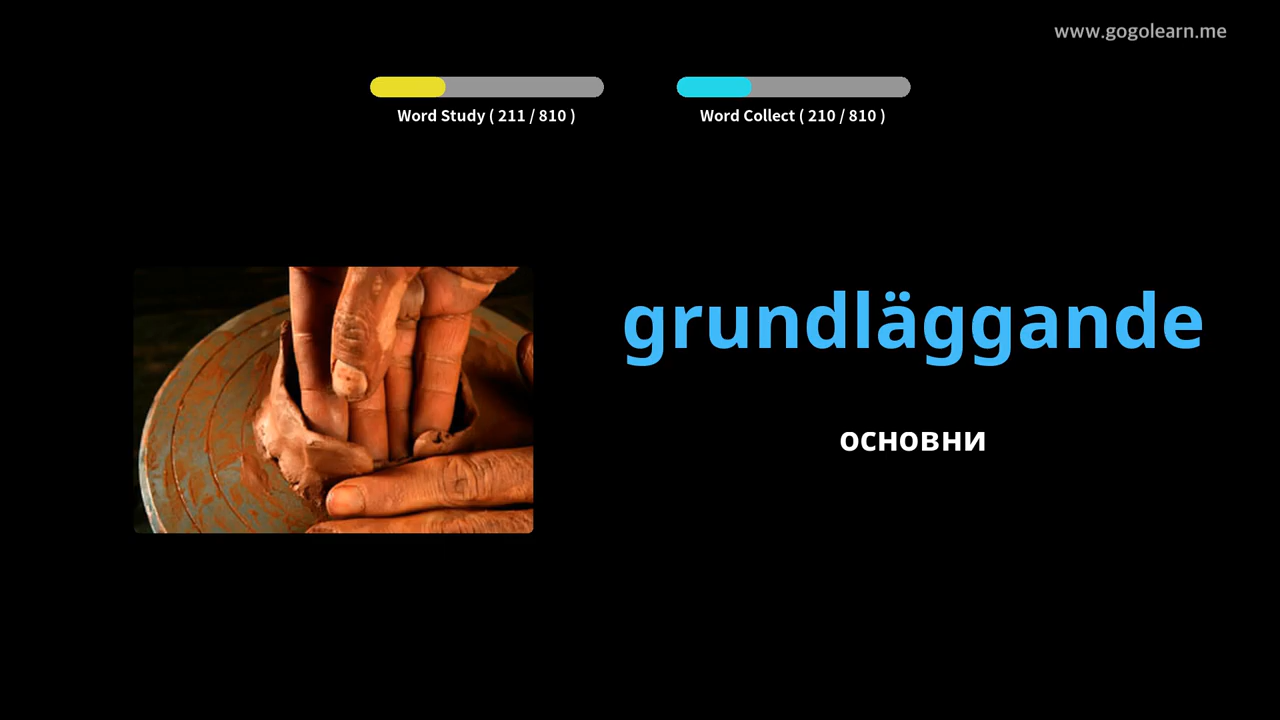 www.gogolearn.me
Word Study ( 211 / 810 )
Word Collect ( 210 / 810 )
grundläggande
основни